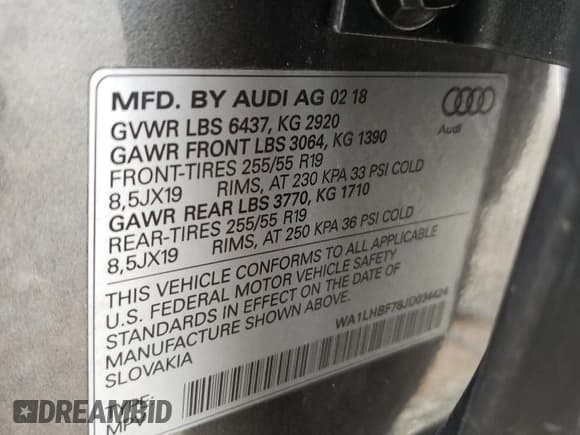 MFD. BY AUDI AG 02 18
GVWR LBS 6437, KG 2920
GAWR FRONT LBS 3064, KG 1390
FRONT-TIRES 255/55 R19
8,5JX19 RIMS, AT 230 KPA 33 PSI COLD
GAWR REAR LBS 3770, KG 1710
REAR-TIRES 255/55 R19
8,5JX19 RIMS, AT 250 KPA 36 PSI COLD
Audi
THIS VEHICLE CONFORMS TO ALL APPLICABLE
U.S. FEDERAL MOTOR VEHICLE SAFETY
STANDARDS IN EFFECT ON THE DATE OF
MANUFACTURE SHOWN ABOVE.
SLOVAKIA
WA1LHBF78JD034424
TYPE:
MPV
DREAMBID